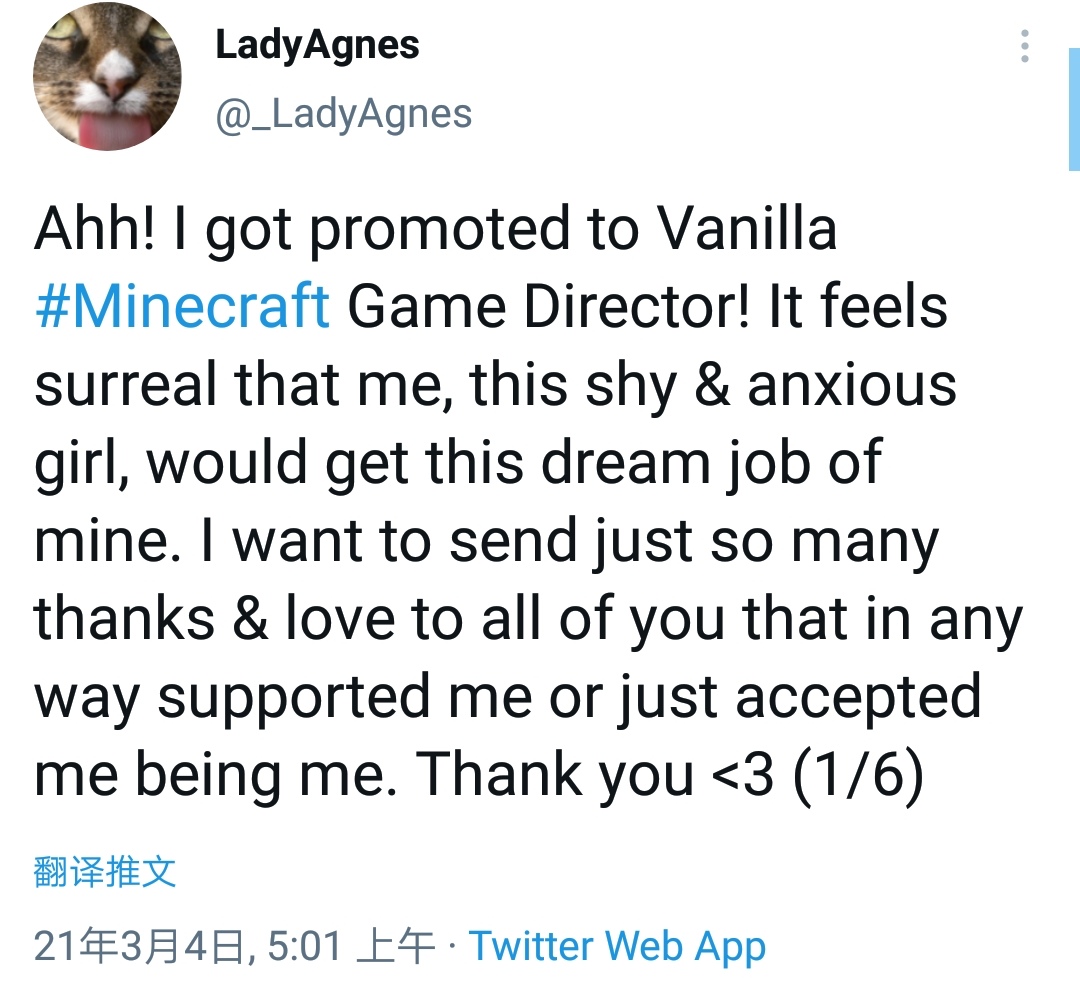 LadyAgnes
@_LadyAgnes
Ahh! I got promoted to Vanilla
#Minecraft Game Director! It feels
surreal that me, this shy & anxious
girl, would get this dream job of
mine. I want to send just so many
thanks & love to all of you that in any
way supported me or just accepted
me being me. Thank you <3 (1/6)
翻译推文
21年3月4日, 5:01 上午 · Twitter Web App